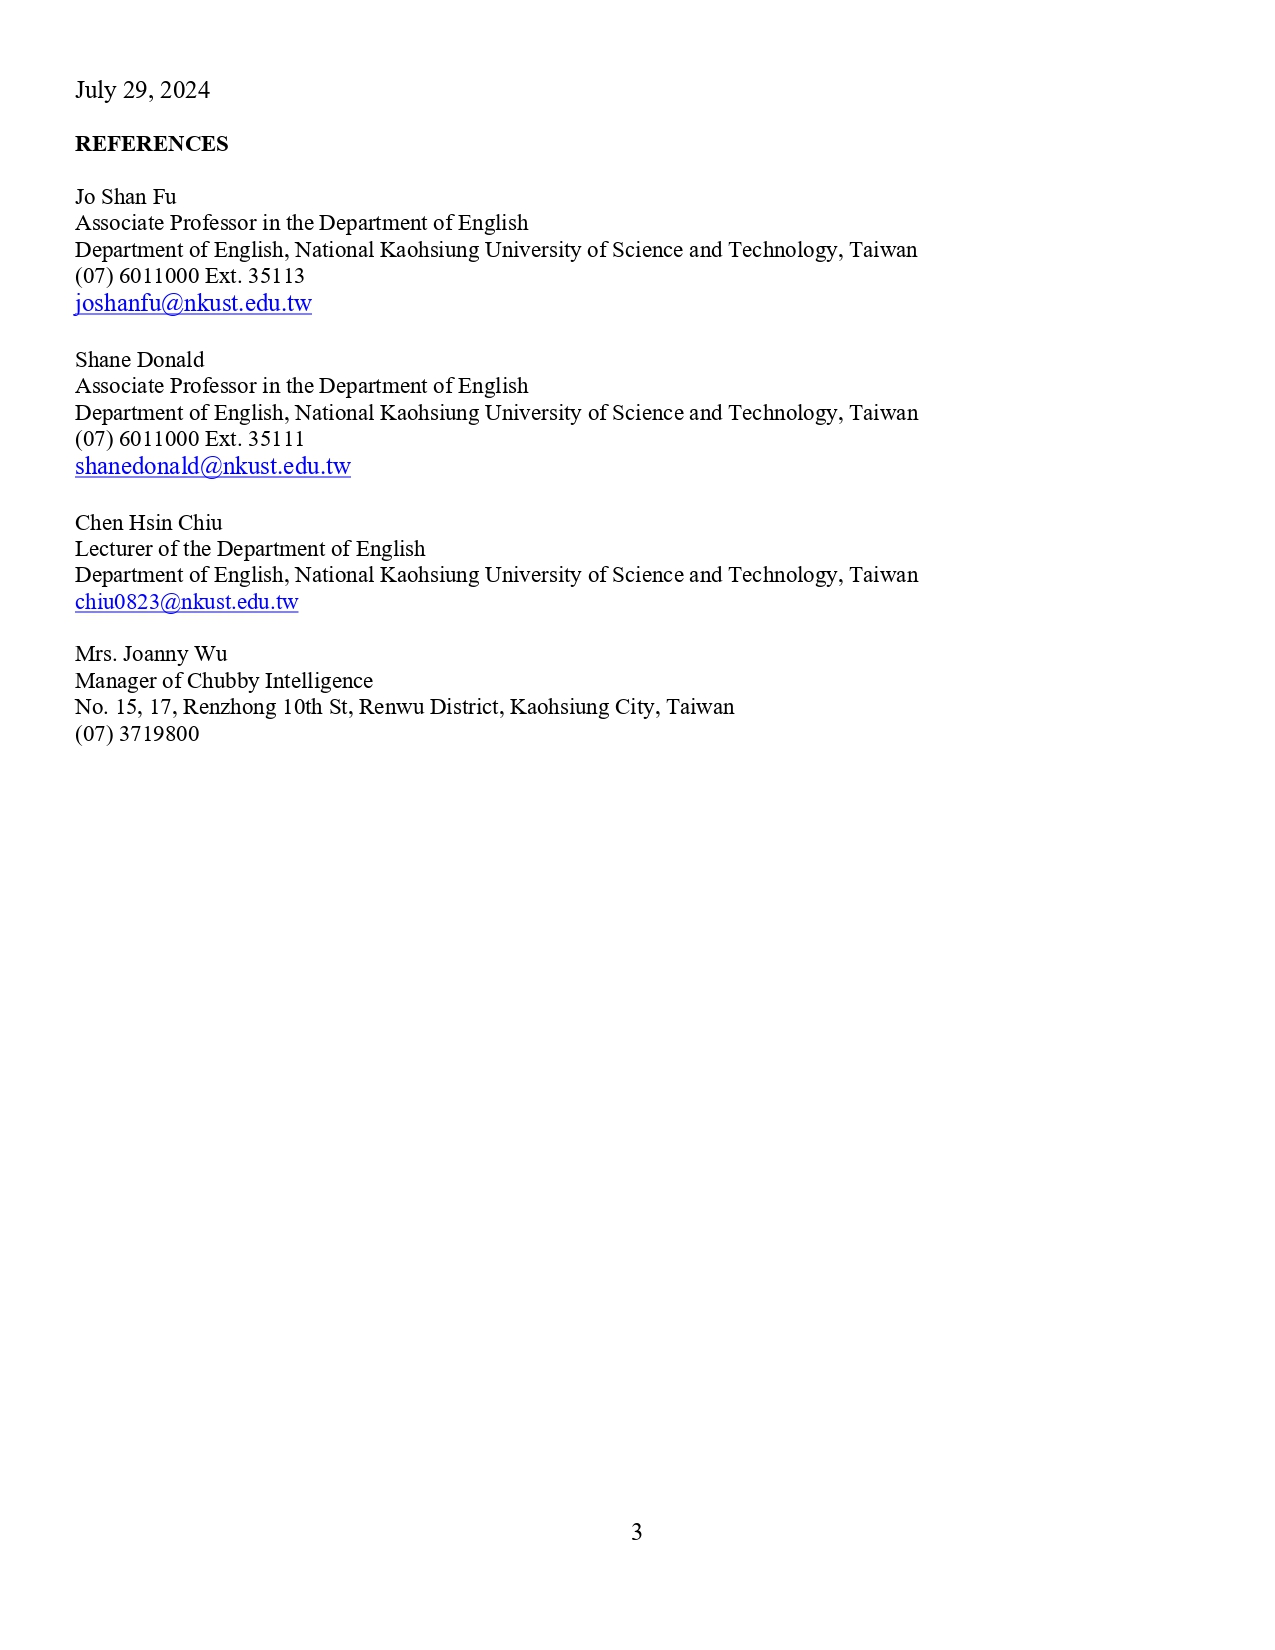 July 29, 2024
REFERENCES
Jo Shan Fu
Associate Professor in the Department of English
Department of English, National Kaohsiung University of Science and Technology, Taiwan
(07) 6011000 Ext. 35113
joshanfu@nkust.edu.tw
Shane Donald
Associate Professor in the Department of English
Department of English, National Kaohsiung University of Science and Technology, Taiwan
(07) 6011000 Ext. 35111
shanedonald@nkust.edu.tw
Chen Hsin Chiu
Lecturer of the Department of English
Department of English, National Kaohsiung University of Science and Technology, Taiwan
chiu0823@nkust.edu.tw
Mrs. Joanny Wu
Manager of Chubby Intelligence
No. 15, 17, Renzhong 10th St, Renwu District, Kaohsiung City, Taiwan
(07) 3719800
3